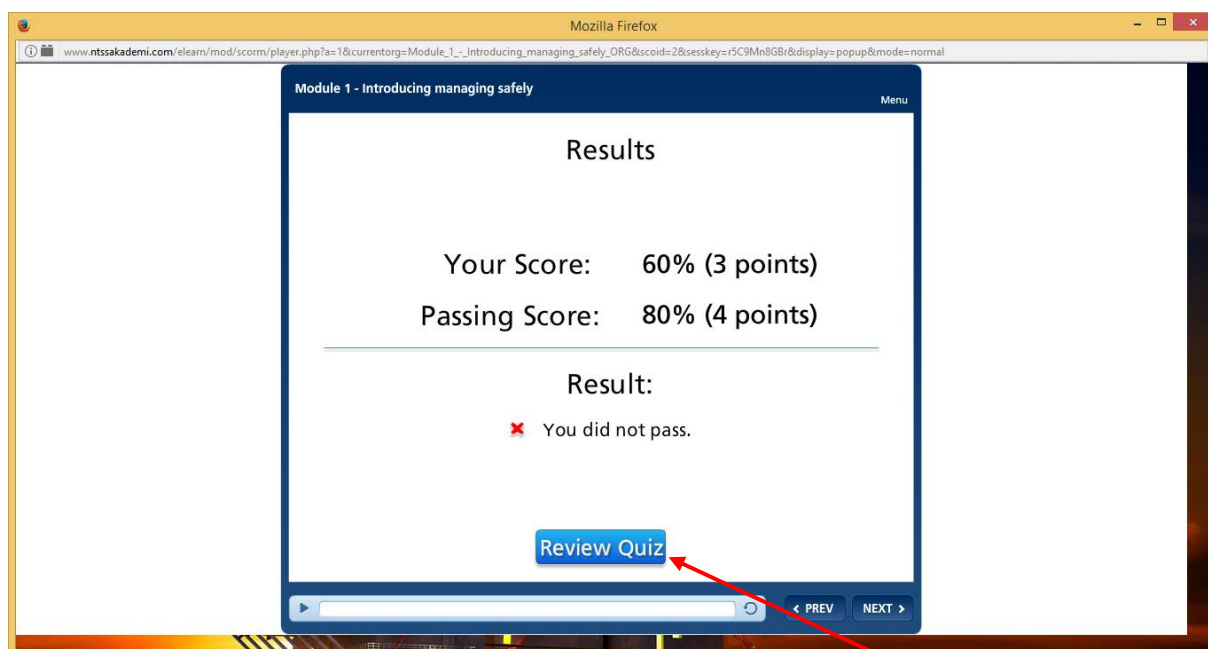 Mozilla Firefox
www.ntssakademi.com/elearn/mod/scorm/player.php?a=1&currentorg=Module_1_-_Introducing_managing_safely_ORG&scoid=2&sesskey=r5C9Mn8GBr&display=popup&mode=normal
Module 1 - Introducing managing safely
Menu
Results
Your Score: 60% (3 points)
Passing Score: 80% (4 points)
Result:
You did not pass.
Review Quiz
PREV NEXT